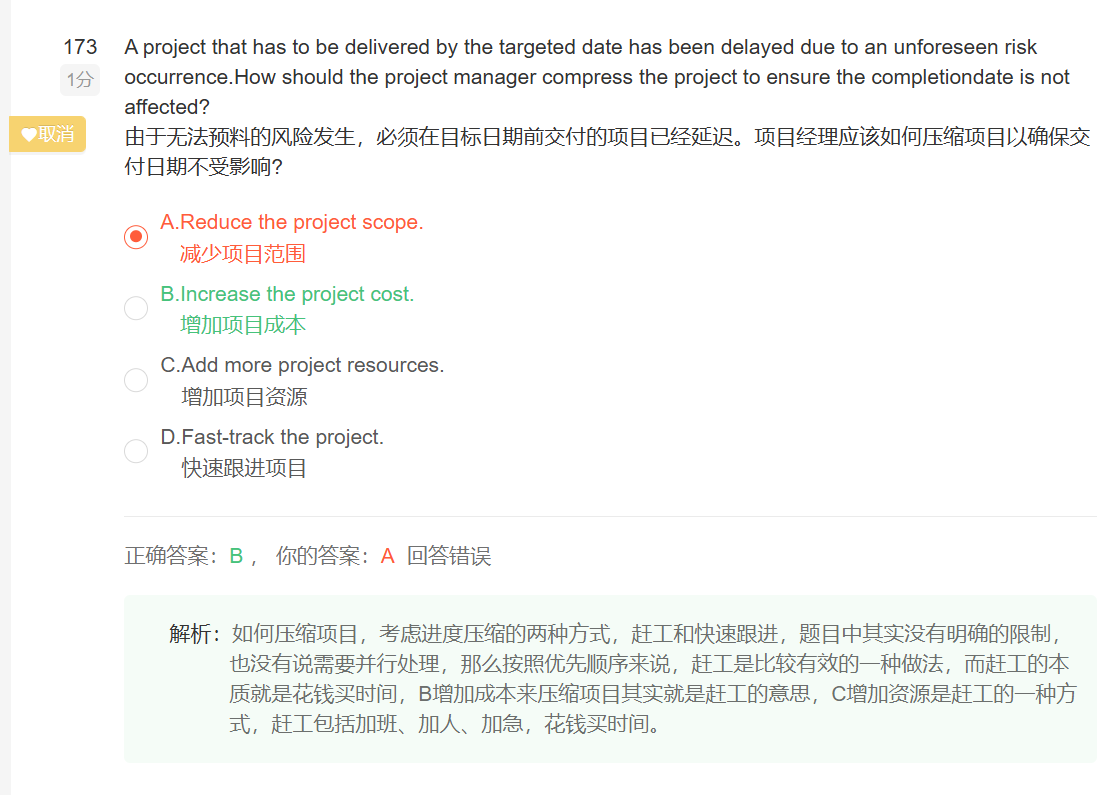 173
1分
取消
A project that has to be delivered by the targeted date has been delayed due to an unforeseen risk
occurrence.How should the project manager compress the project to ensure the completiondate is not
affected?
由于无法预料的风险发生，必须在目标日期前交付的项目已经延迟。项目经理应该如何压缩项目以确保交
付日期不受影响?
A.Reduce the project scope.
减少项目范围
B.Increase the project cost.
增加项目成本
C.Add more project resources.
增加项目资源
D.Fast-track the project.
快速跟进项目
正确答案：B， 你的答案：A 回答错误
解析：如何压缩项目，考虑进度压缩的两种方式，赶工和快速跟进，题目中其实没有明确的限制，
也没有说需要并行处理，那么按照优先顺序来说，赶工是比较有效的一种做法，而赶工的本
质就是花钱买时间，B增加成本来压缩项目其实就是赶工的意思，C增加资源是赶工的一种方
式，赶工包括加班、加人、加急，花钱买时间。